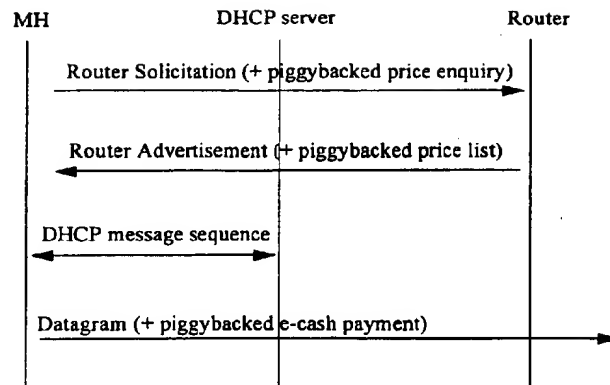 MH DHCP server Router
Router Solicitation (+ piggybacked price enquiry)
Router Advertisement (+ piggybacked price list)
DHCP message sequence
Datagram (+ piggybacked e-cash payment)